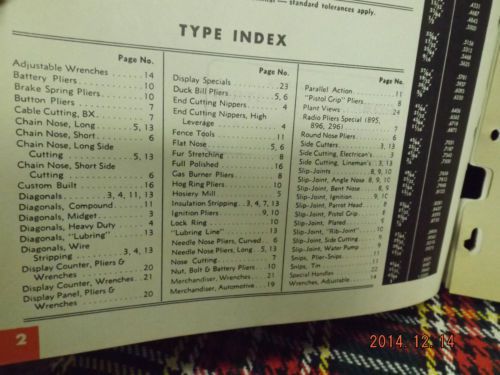 — standard tolerances apply.
TYPE INDEX
Page No.
Adjustable Wrenches . . . . . . . 14
Battery Pliers . . . . . . . 10
Brake Spring Pliers . . . . . . . 10
Button Pliers . . . . . . . 7
Cable Cutting, BX. . . . . . . . 7
Chain Nose, Long . . . . . . . 5, 13
Chain Nose, Short . . . . . . . 6
Chain Nose, Long Side
Cutting . . . . . . . 5, 13
Chain Nose, Short Side
Cutting . . . . . . . 6
Custom Built . . . . . . . 16
Diagonals . . . . . 3, 4, 11, 13
Diagonals, Compound . . . . . 11
Diagonals, Midget . . . . . . . 3
Diagonals, Heavy Duty . . . . . 4
Diagonals, "Lubring" . . . . . 13
Diagonals, Wire
Stripping . . . . . 3, 4, 13
Display Counter, Pliers &
Wrenches . . . . . . . 20
Display Counter, Wrenches . . . 21
Display Panel, Pliers &
Wrenches . . . . . . . 20
Page No.
Display Specials . . . . . . . 23
Duck Bill Pliers . . . . . . . 5, 6
End Cutting Nippers . . . . . . . 4
End Cutting Nippers, High
Leverage . . . . . . . 4
Fence Tools . . . . . . . 11
Flat Nose . . . . . . . 5, 6
Fur Stretching . . . . . . . 8
Full Polished . . . . . . . 16
Gas Burner Pliers . . . . . . . 8
Hog Ring Pliers . . . . . . . 10
Hosiery Mill . . . . . . . 5
Insulation Stripping . 3, 4, 7, 13
Ignition Pliers . . . . . . . 9, 10
Lock Ring . . . . . . . 10
"Lubring Line" . . . . . . . 13
Needle Nose Pliers, Curved . . 6
Needle Nose Pliers, Long . 5, 13
Nose Cutting . . . . . . . 7
Nut, Bolt & Battery Pliers . . . 10
Merchandiser, Wrenches . . . . 21
Merchandiser, Automotive . . . 19
Page No.
Parallel Action . . . . . . . 11
"Pistol Grip" Pliers . . . . . . . 8
Plant Views . . . . . . . 24
Radio Pliers Special (895,
896, 296) . . . . . . . 7
Round Nose Pliers . . . . . . . 6
Side Cutters . . . . . . . 3, 13
Side Cutting, Electrician's . . . 3
Side Cutting, Lineman's . 3, 13
Slip-Joints . . . . . . . 8, 9, 10
Slip-Joint, Angle Nose . 8, 9, 10
Slip-Joint, Bent Nose . . . 8, 9
Slip-Joint, Ignition . . . . . 9, 10
Slip-Joint, Parrot Head . . . . . 8
Slip-Joint, Pistol Grip . . . . . 8
Slip-Joint, Plated
Slip-Joint, "Rib-Joint"
Slip-Joint, Side Cutting
Slip-Joint, Water Pump . . . . . 9
Snips, Plier-Snips . . . . . . . 11
Snips, Tin
Special Handles . . . . . . . 22
Wrenches, Adjustable . . . . . 14
2
2014.12.14